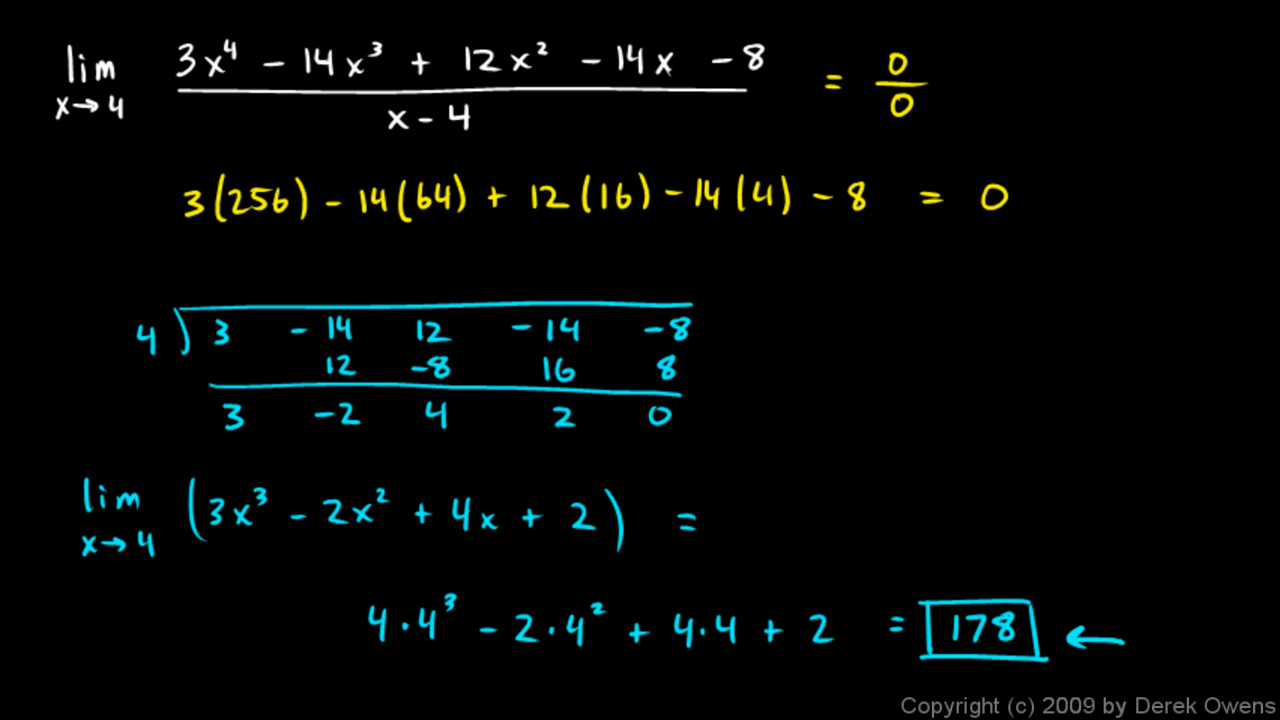 lim x→4 (3x⁴ - 14x³ + 12x² - 14x - 8)/(x - 4) = 0/0
3(256) - 14(64) + 12(16) - 14(4) - 8 = 0
4 ) 3 -14 12 -14 -8
12 -8 16 8
3 -2 4 2 0
lim x→4 (3x³ - 2x² + 4x + 2) =
4·4³ - 2·4² + 4·4 + 2 = 178 ←
Copyright (c) 2009 by Derek Owens